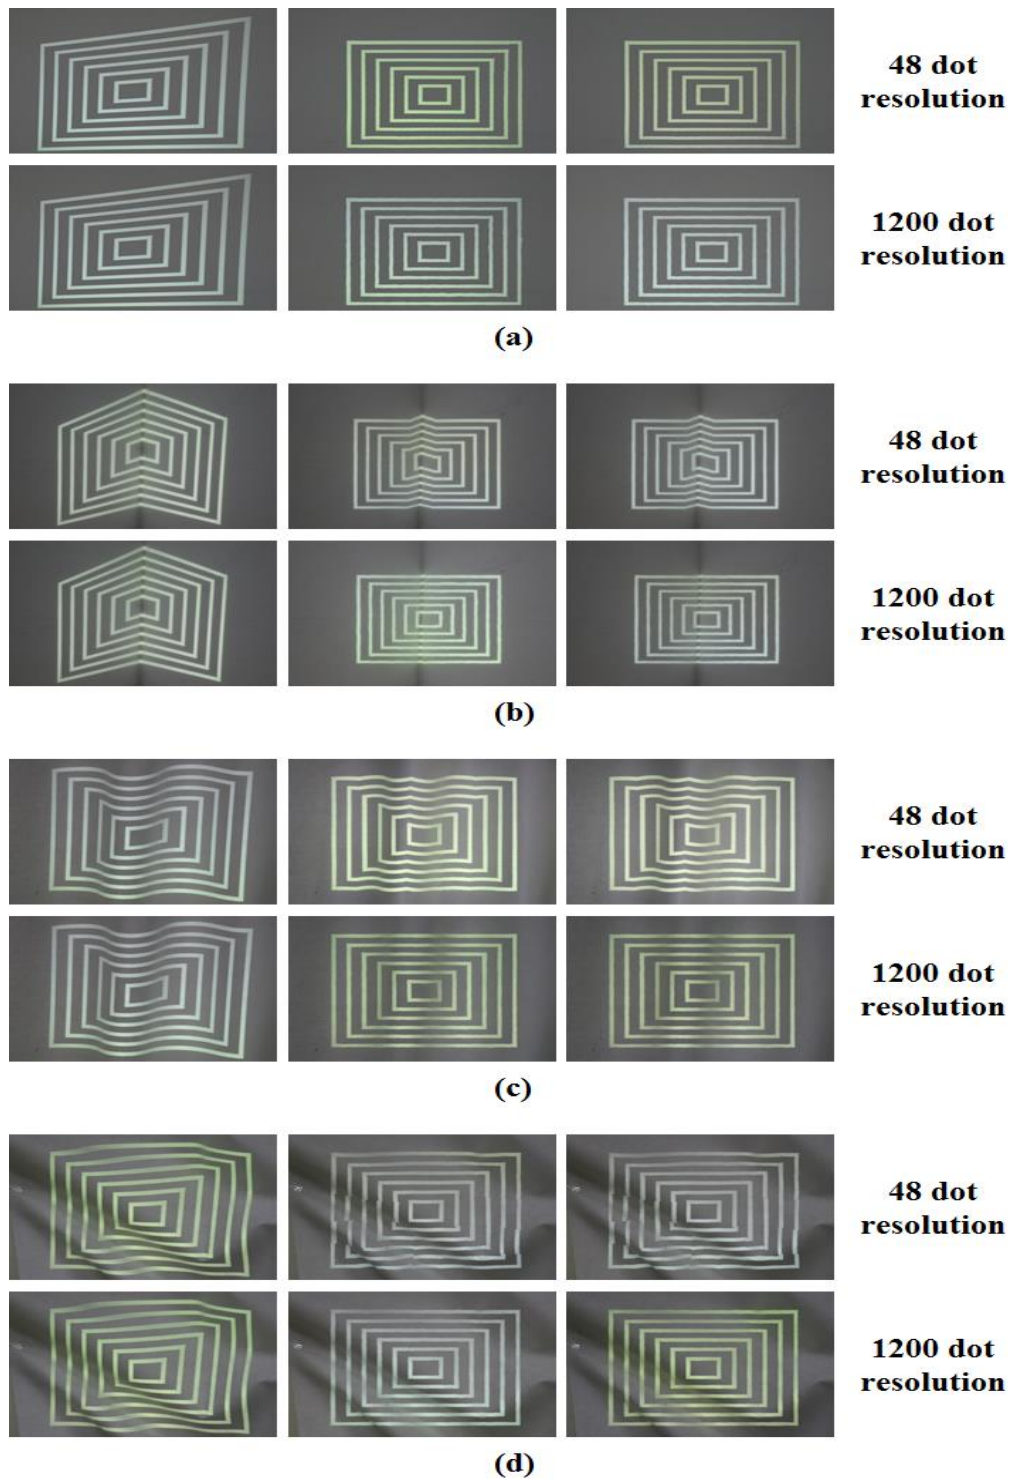 48 dot
resolution
1200 dot
resolution
(a)
48 dot
resolution
1200 dot
resolution
(b)
48 dot
resolution
1200 dot
resolution
(c)
48 dot
resolution
1200 dot
resolution
(d)